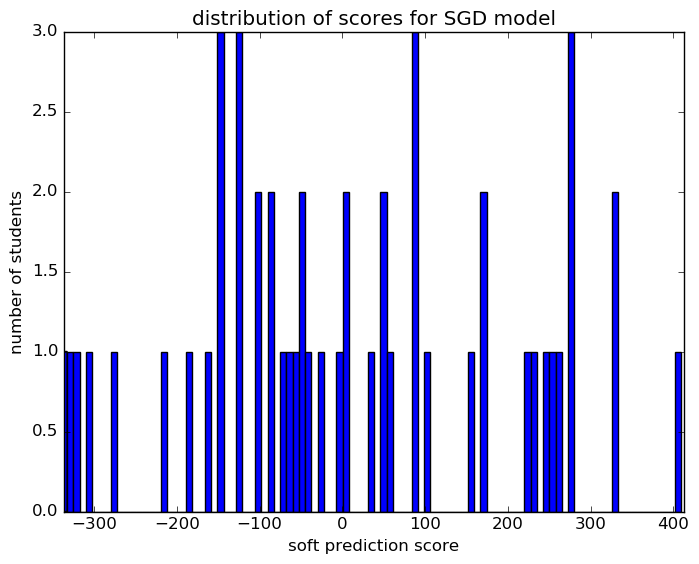 distribution of scores for SGD model
3.0
2.5
2.0
1.5
1.0
0.5
0.0
number of students
−300 −200 −100 0 100 200 300 400
soft prediction score